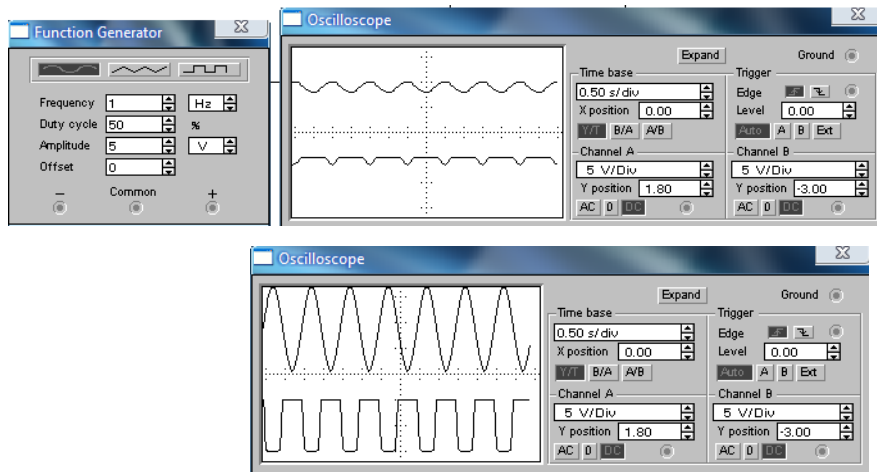 Function Generator
Frequency 1 Hz
Duty cycle 50 %
Amplitude 5 V
Offset 0
− Common +
Oscilloscope
Expand Ground
Time base Trigger
0.50 s/div Edge
X position 0.00 Level 0.00
Y/T B/A A/B Auto A B Ext
Channel A Channel B
5 V/Div 5 V/Div
Y position 1.80 Y position -3.00
AC 0 DC AC 0 DC
Oscilloscope
Expand Ground
Time base Trigger
0.50 s/div Edge
X position 0.00 Level 0.00
Y/T B/A A/B Auto A B Ext
Channel A Channel B
5 V/Div 5 V/Div
Y position 1.80 Y position -3.00
AC 0 DC AC 0 DC